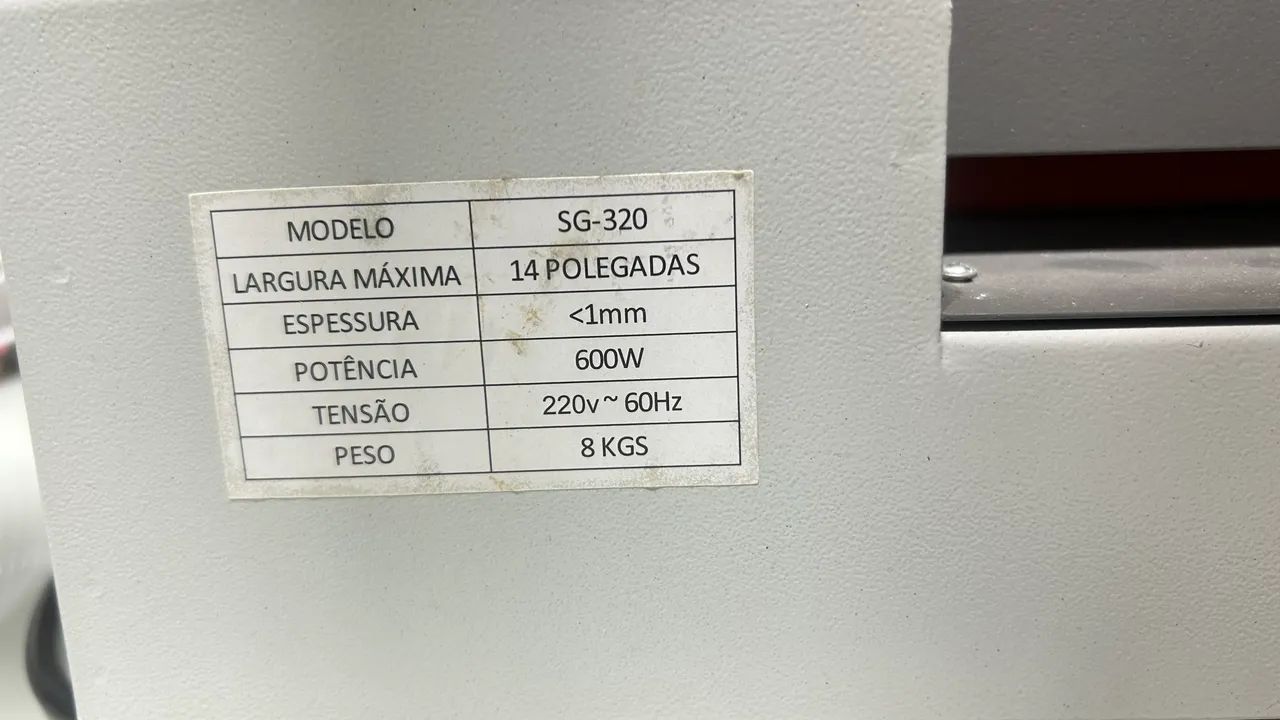 MODELO SG-320
LARGURA MÁXIMA 14 POLEGADAS
ESPESSURA <1mm
POTÊNCIA 600W
TENSÃO 220v ~ 60Hz
PESO 8 KGS